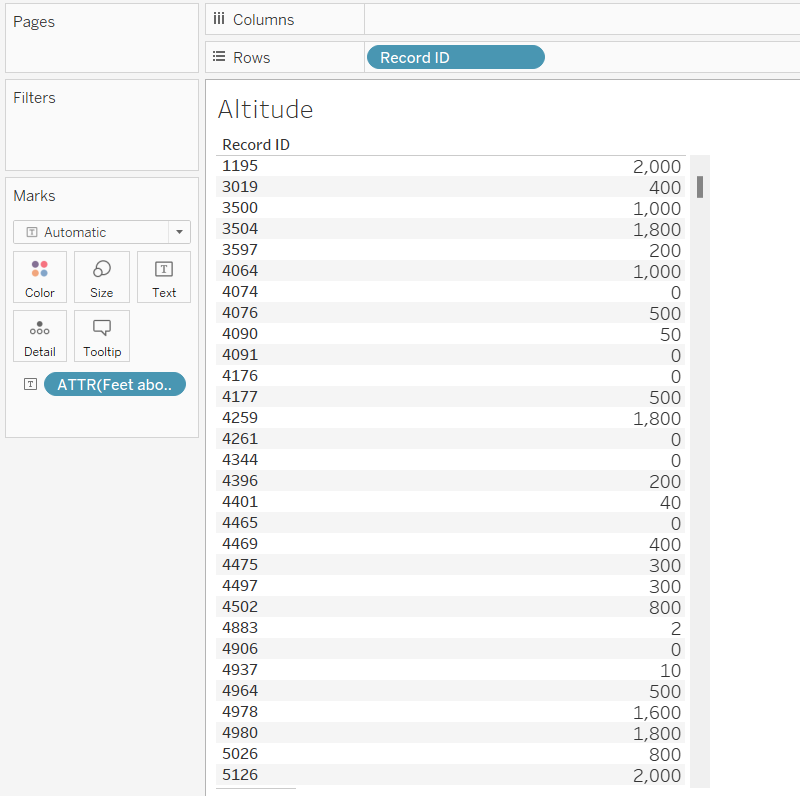 Pages
Columns
Rows
Record ID
Filters
Marks
Automatic
Color
Size
Text
Detail
Tooltip
ATTR(Feet abo..
Altitude
Record ID
1195 2,000
3019 400
3500 1,000
3504 1,800
3597 200
4064 1,000
4074 0
4076 500
4090 50
4091 0
4176 0
4177 500
4259 1,800
4261 0
4344 0
4396 200
4401 40
4465 0
4469 400
4475 300
4497 300
4502 800
4883 2
4906 0
4937 10
4964 500
4978 1,600
4980 1,800
5026 800
5126 2,000